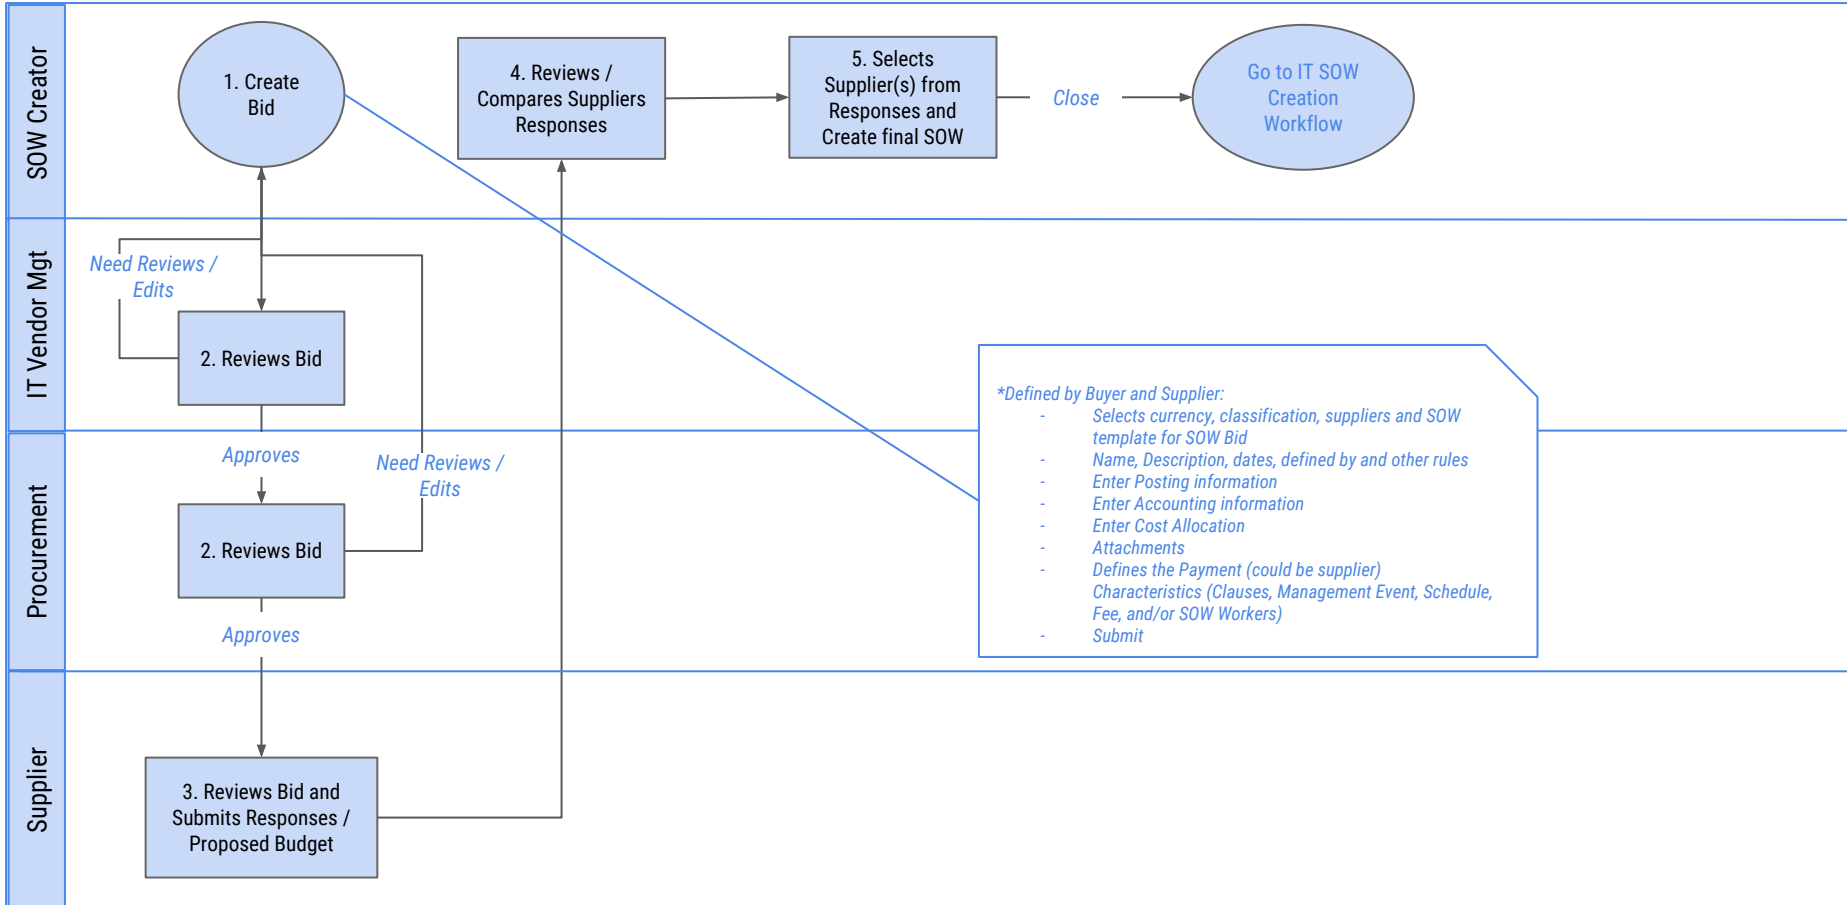 SOW Creator
1. Create
Bid
4. Reviews /
Compares Suppliers
Responses
5. Selects
Supplier(s) from
Responses and
Create final SOW
Close
Go to IT SOW
Creation
Workflow
IT Vendor Mgt
Need Reviews /
Edits
2. Reviews Bid
Procurement
Approves
Need Reviews /
Edits
2. Reviews Bid
Approves
*Defined by Buyer and Supplier:
- Selects currency, classification, suppliers and SOW
template for SOW Bid
- Name, Description, dates, defined by and other rules
- Enter Posting information
- Enter Accounting information
- Enter Cost Allocation
- Attachments
- Defines the Payment (could be supplier)
Characteristics (Clauses, Management Event, Schedule,
Fee, and/or SOW Workers)
- Submit
Supplier
3. Reviews Bid and
Submits Responses /
Proposed Budget